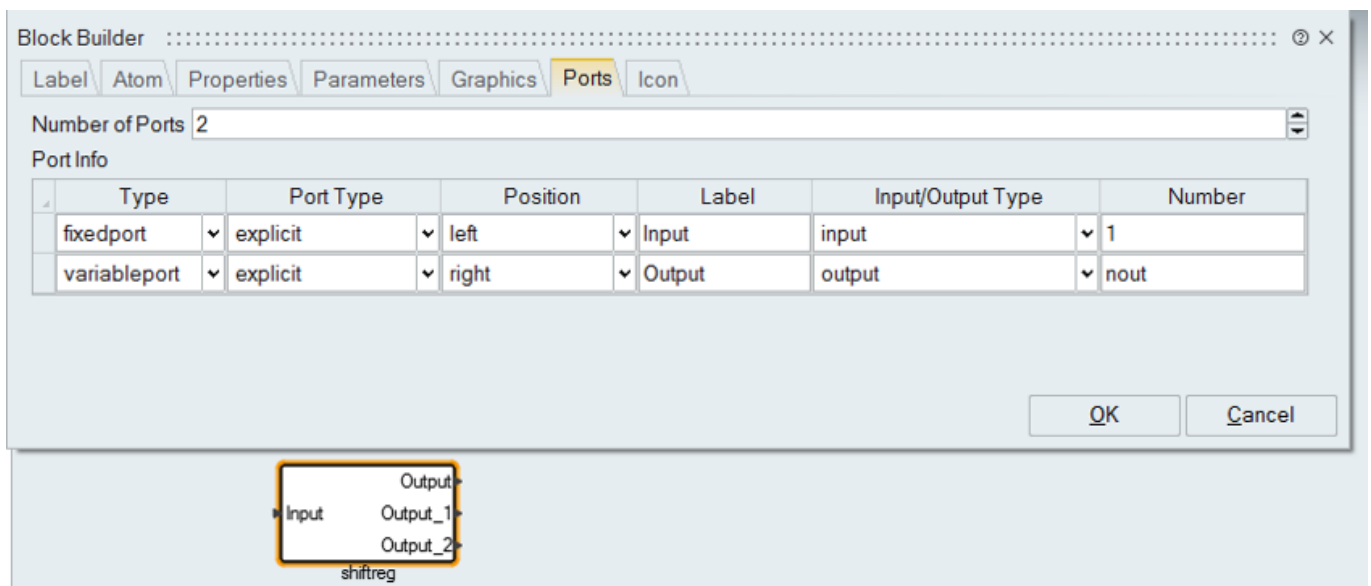 Block Builder
Label Atom Properties Parameters Graphics Ports Icon
Number of Ports 2
Port Info
Type Port Type Position Label Input/Output Type Number
fixedport explicit left Input input 1
variableport explicit right Output output nout
OK Cancel
Output
Input Output_1
Output_2
shiftreg